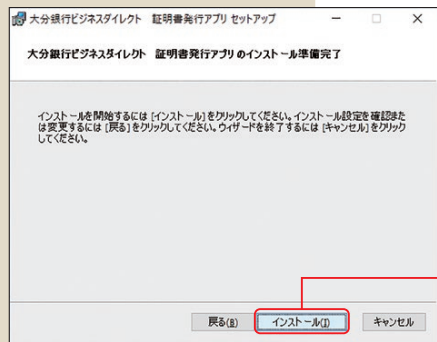 大分銀行ビジネスダイレクト　証明書発行アプリ セットアップ
大分銀行ビジネスダイレクト　証明書発行アプリ のインストール準備完了
インストールを開始するには [インストール] をクリックしてください。インストール設定を確認また
は変更するには [戻る] をクリックしてください。ウィザードを終了するには [キャンセル] をクリック
してください。
戻る(B) インストール(I) キャンセル